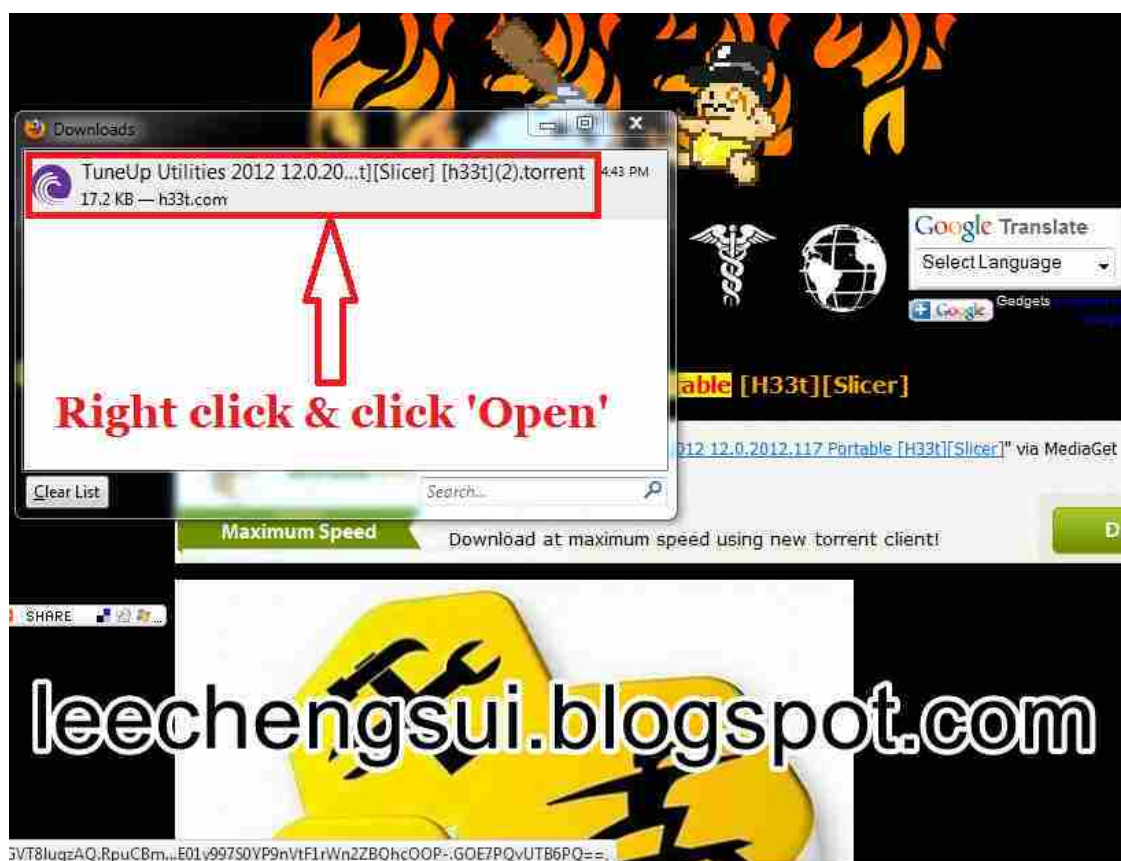 Downloads
TuneUp Utilities 2012 12.0.20...t][Slicer] [h33t](2).torrent
4:43 PM
17.2 KB — h33t.com
Google Translate
Select Language
Google
Gadgets
Right click & click 'Open'
able [H33t][Slicer]
012 12.0.2012.117 Portable [H33t][Slicer]" via MediaGet
Clear List
Search...
Maximum Speed
Download at maximum speed using new torrent client!
D
SHARE
leechengsui.blogspot.com